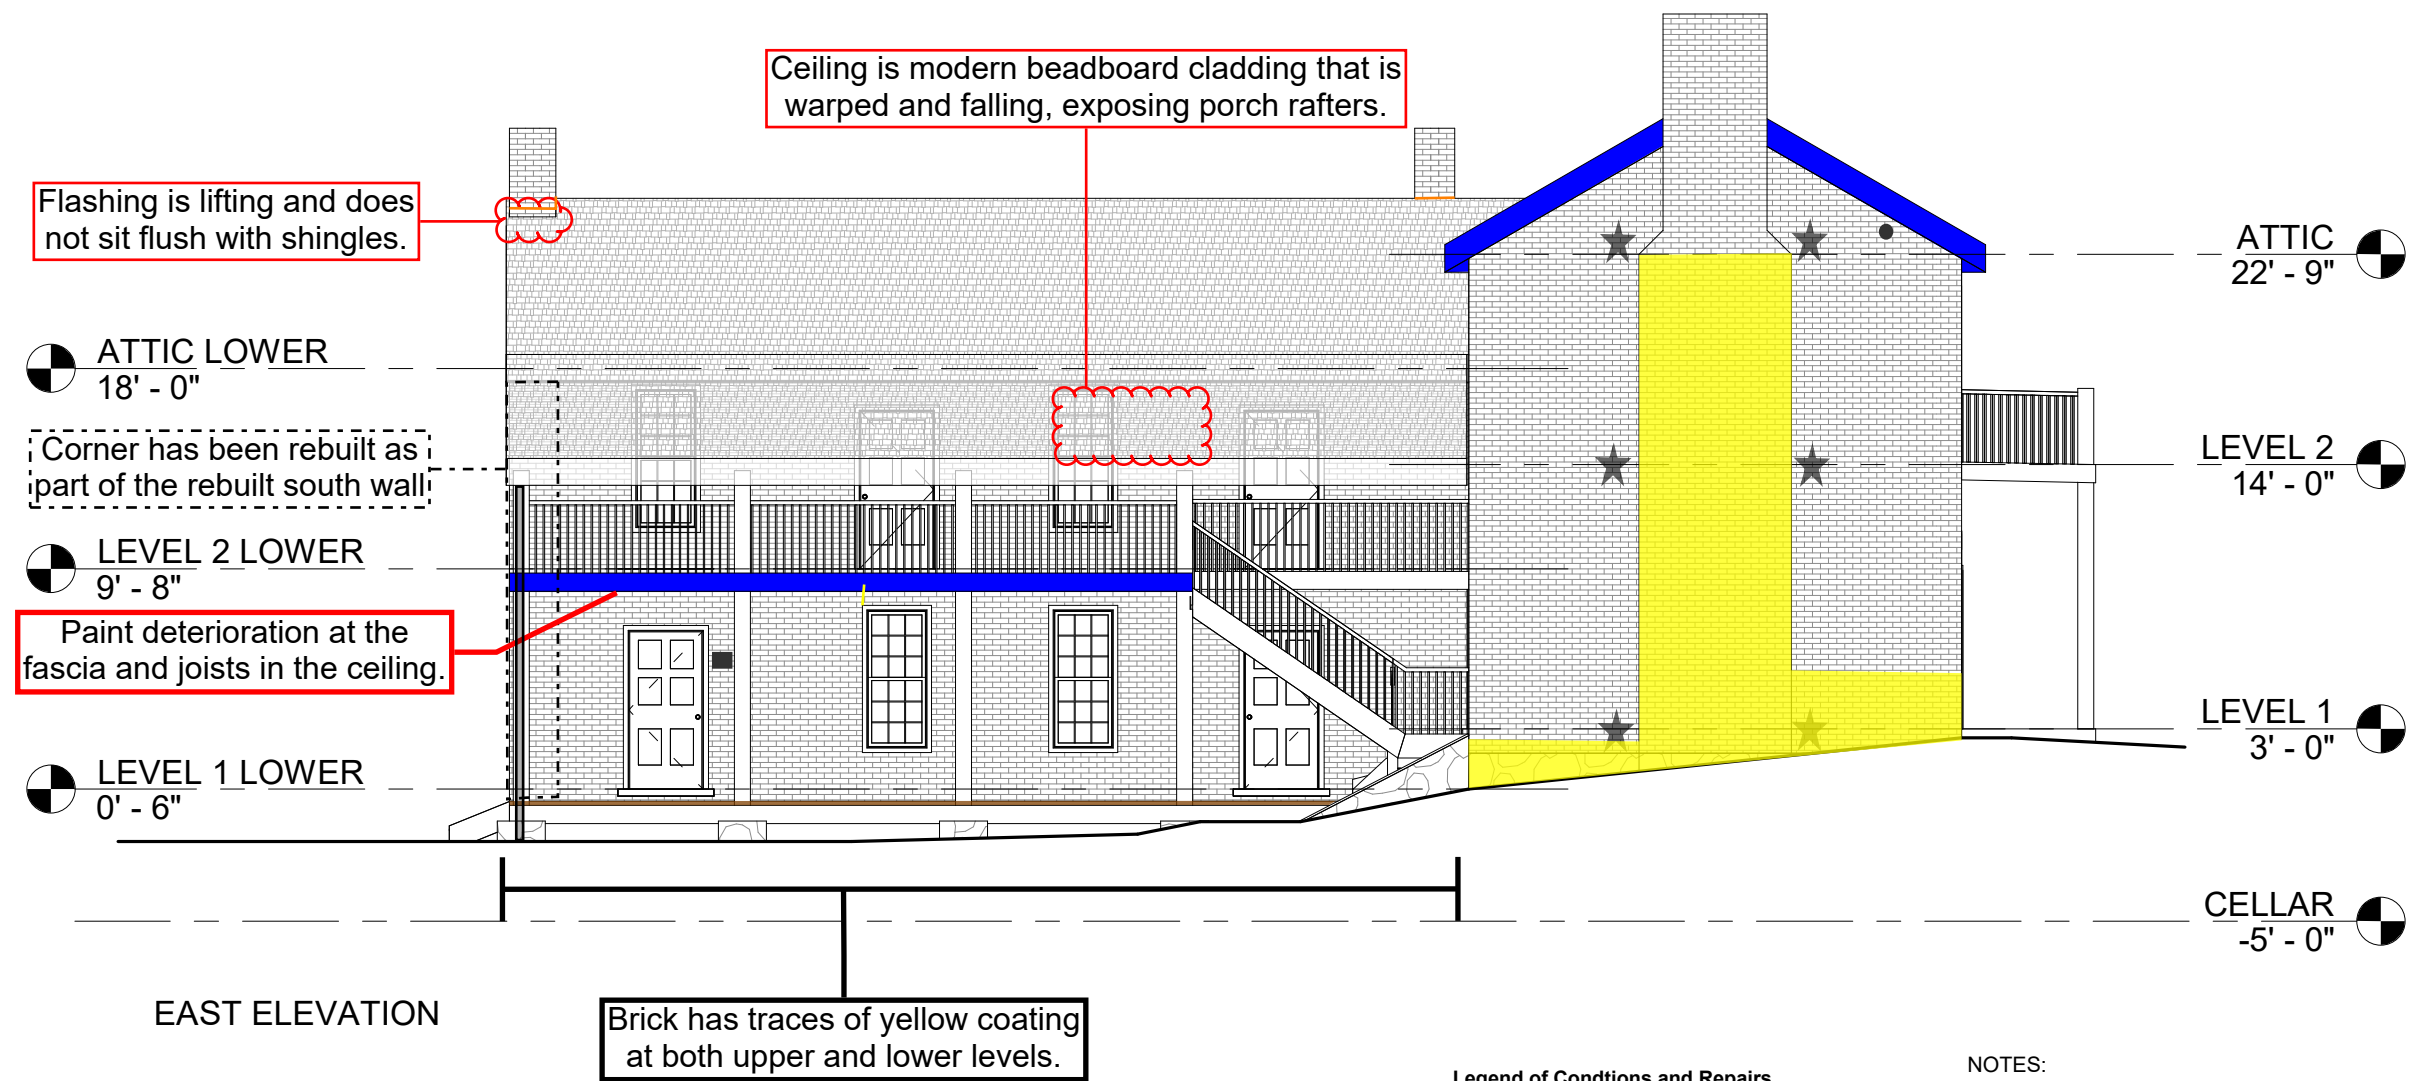 Ceiling is modern beadboard cladding that is
warped and falling, exposing porch rafters.
Flashing is lifting and does
not sit flush with shingles.
ATTIC
22' - 9"
ATTIC LOWER
18' - 0"
Corner has been rebuilt as
part of the rebuilt south wall
LEVEL 2
14' - 0"
LEVEL 2 LOWER
9' - 8"
Paint deterioration at the
fascia and joists in the ceiling.
LEVEL 1
3' - 0"
LEVEL 1 LOWER
0' - 6"
CELLAR
-5' - 0"
EAST ELEVATION
Brick has traces of yellow coating
at both upper and lower levels.
NOTES:
Legend of Condtions and Repairs